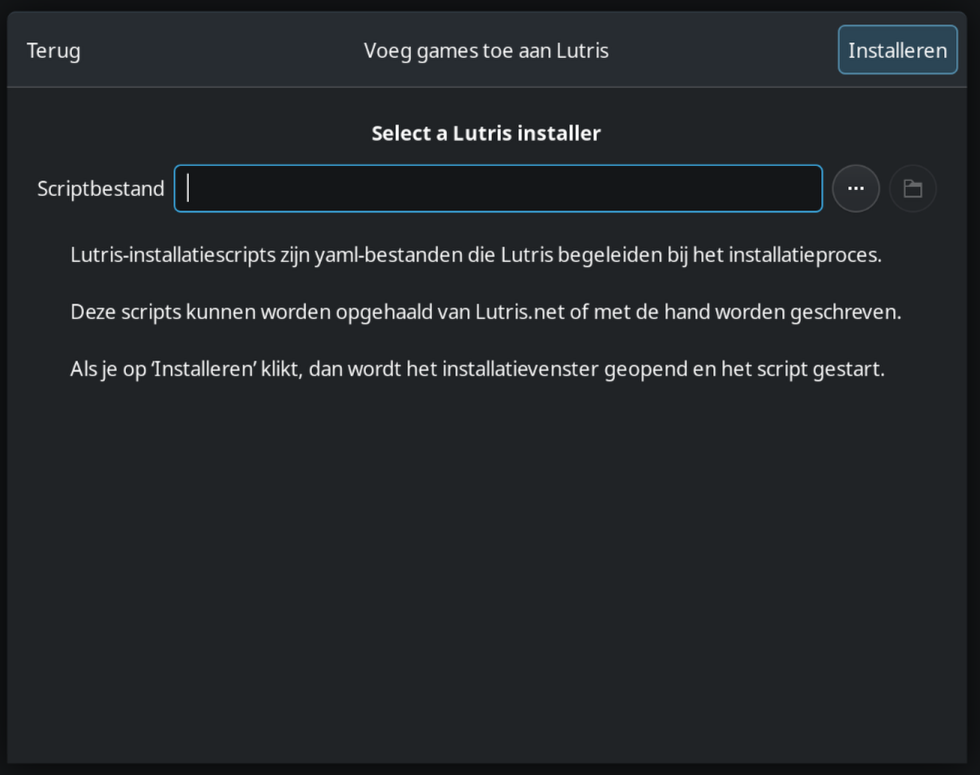 Terug
Voeg games toe aan Lutris
Installeren
Select a Lutris installer
Scriptbestand
Lutris-installatiescripts zijn yaml-bestanden die Lutris begeleiden bij het installatieproces.
Deze scripts kunnen worden opgehaald van Lutris.net of met de hand worden geschreven.
Als je op ‘Installeren’ klikt, dan wordt het installatievenster geopend en het script gestart.